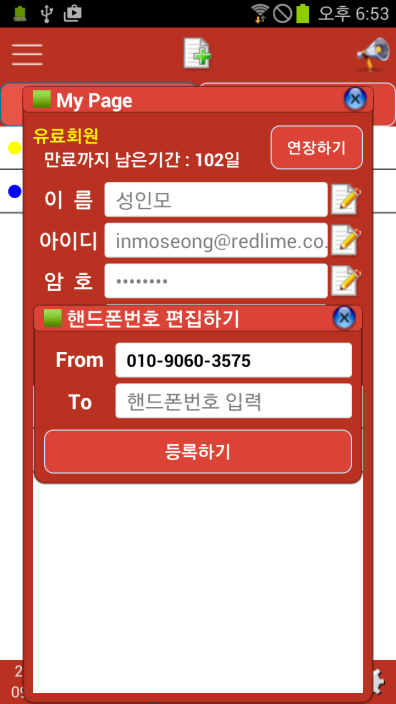 오후 6:53
My Page
유료회원
만료까지 남은기간 : 102일
연장하기
이 름 성인모
아이디 inmoseong@redlime.co.
암 호 ••••••••
핸드폰번호 편집하기
From 010-9060-3575
To 핸드폰번호 입력
등록하기